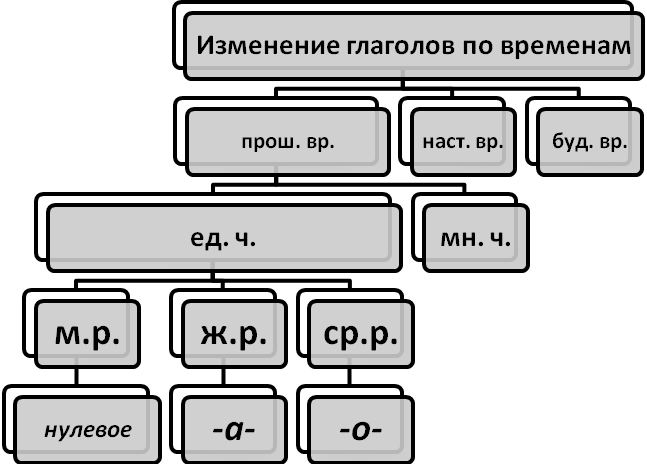 Изменение глаголов по временам
прош. вр.
наст. вр.
буд. вр.
ед. ч.
мн. ч.
м.р.
ж.р.
ср.р.
нулевое
-а-
-о-